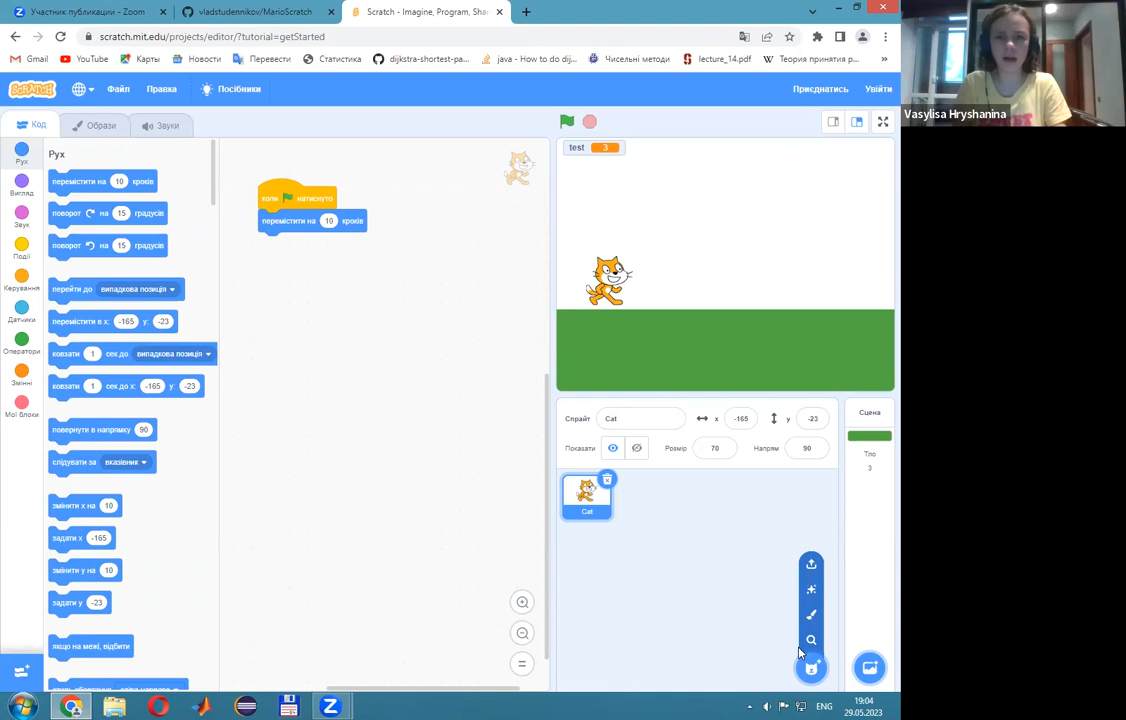 Участник публикации - Zoom
vladstudennikov/MarioScratch
Scratch - Imagine, Program, Sha
scratch.mit.edu/projects/editor/?tutorial=getStarted
Gmail
YouTube
Карты
Новости
Перевести
Статистика
dijkstra-shortest-pa...
java - How to do dij...
Чисельні методи
lecture_14.pdf
Теория принятия р...
»
Vasylisa Hryshanina
SCRATCH
Файл
Правка
Посібники
Приєднатись
Увійти
Код
Образи
Звуки
Рух
Вигляд
Звук
Події
Керування
Датчики
Оператори
Змінні
Мої блоки
Рух
перемістити на 10 кроків
поворот на 15 градусів
поворот на 15 градусів
перейти до випадкова позиція
перемістити в x: -165 y: -23
ковзати 1 сек до випадкова позиція
ковзати 1 сек до x: -165 y: -23
повернути в напрямку 90
слідувати за вказівник
змінити x на 10
задати x -165
змінити y на 10
задати y -23
якщо на межі, відбити
коли натиснуто
перемістити на 10 кроків
test 3
Спрайт Cat x -165 y -23
Показати Розмір 70 Напрям 90
Cat
Сцена
Тло
3
ENG
19:04
29.05.2023